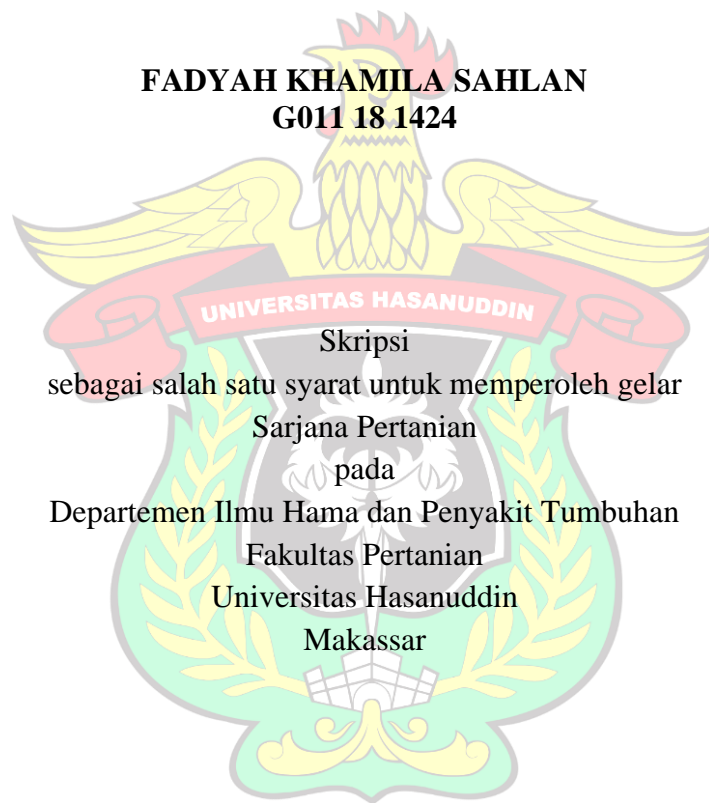 FADYAH KHAMILA SAHLAN
G011 18 1424
UNIVERSITAS HASANUDDIN
Skripsi
sebagai salah satu syarat untuk memperoleh gelar
Sarjana Pertanian
pada
Departemen Ilmu Hama dan Penyakit Tumbuhan
Fakultas Pertanian
Universitas Hasanuddin
Makassar